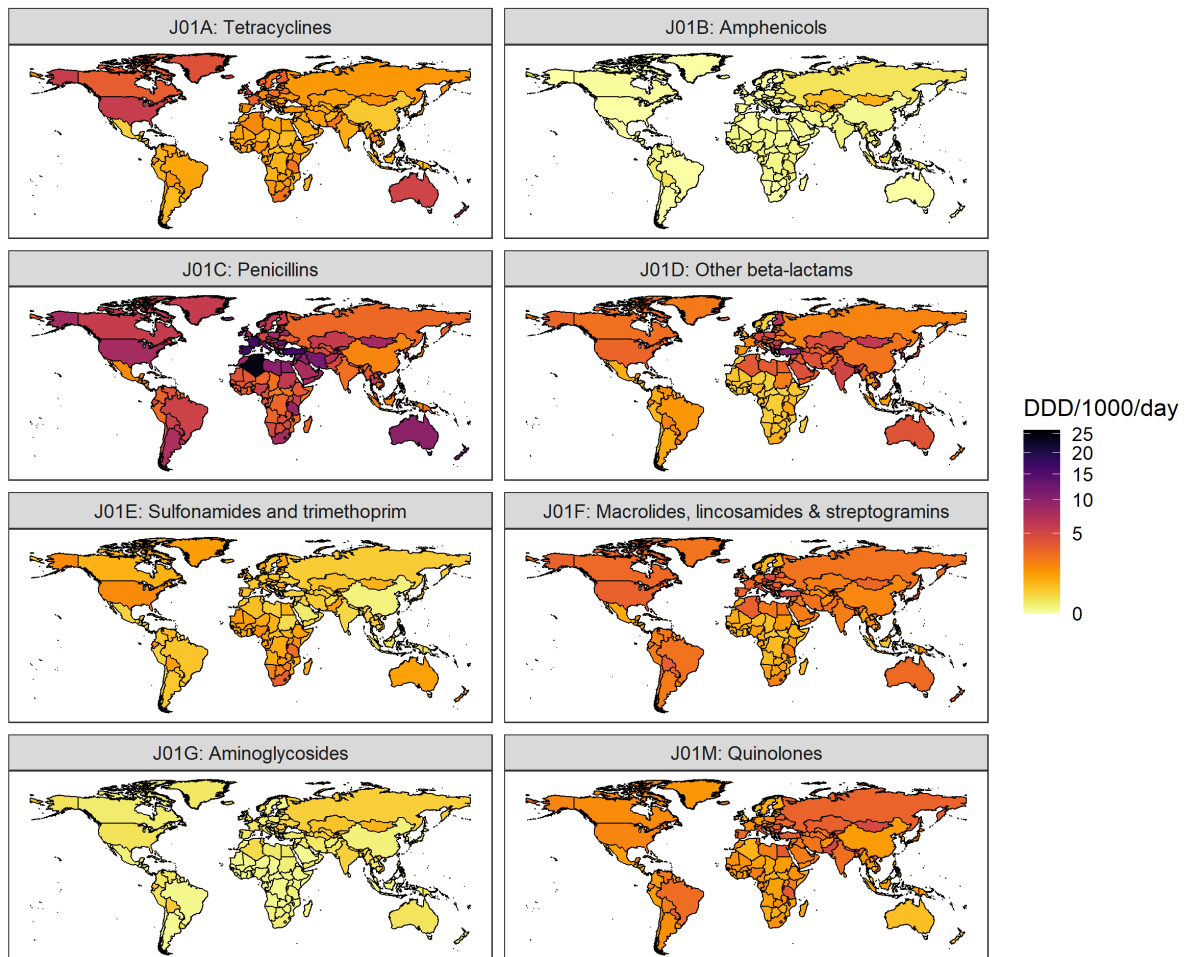 J01A: Tetracyclines
J01B: Amphenicols
J01C: Penicillins
J01D: Other beta-lactams
DDD/1000/day
25
20
15
10
5
0
J01E: Sulfonamides and trimethoprim
J01F: Macrolides, lincosamides & streptogramins
J01G: Aminoglycosides
J01M: Quinolones